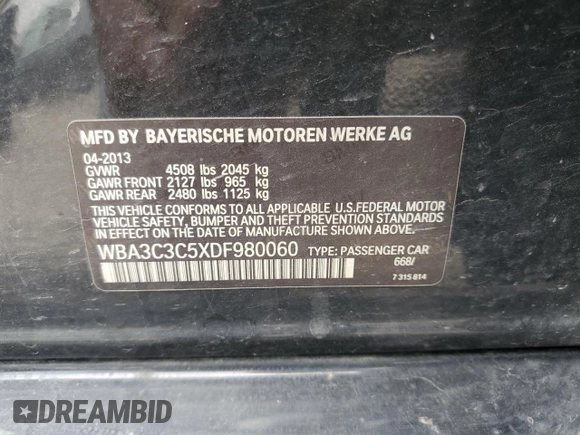 MFD BY BAYERISCHE MOTOREN WERKE AG
04-2013
GVWR 4508 lbs 2045 kg
GAWR FRONT 2127 lbs 965 kg
GAWR REAR 2480 lbs 1125 kg
THIS VEHICLE CONFORMS TO ALL APPLICABLE U.S.FEDERAL MOTOR
VEHICLE SAFETY, BUMPER AND THEFT PREVENTION STANDARDS
IN EFFECT ON THE DATE OF MANUFACTURE SHOWN ABOVE.
WBA3C3C5XDF980060 TYPE: PASSENGER CAR
668/
7 315 814
DREAMBID